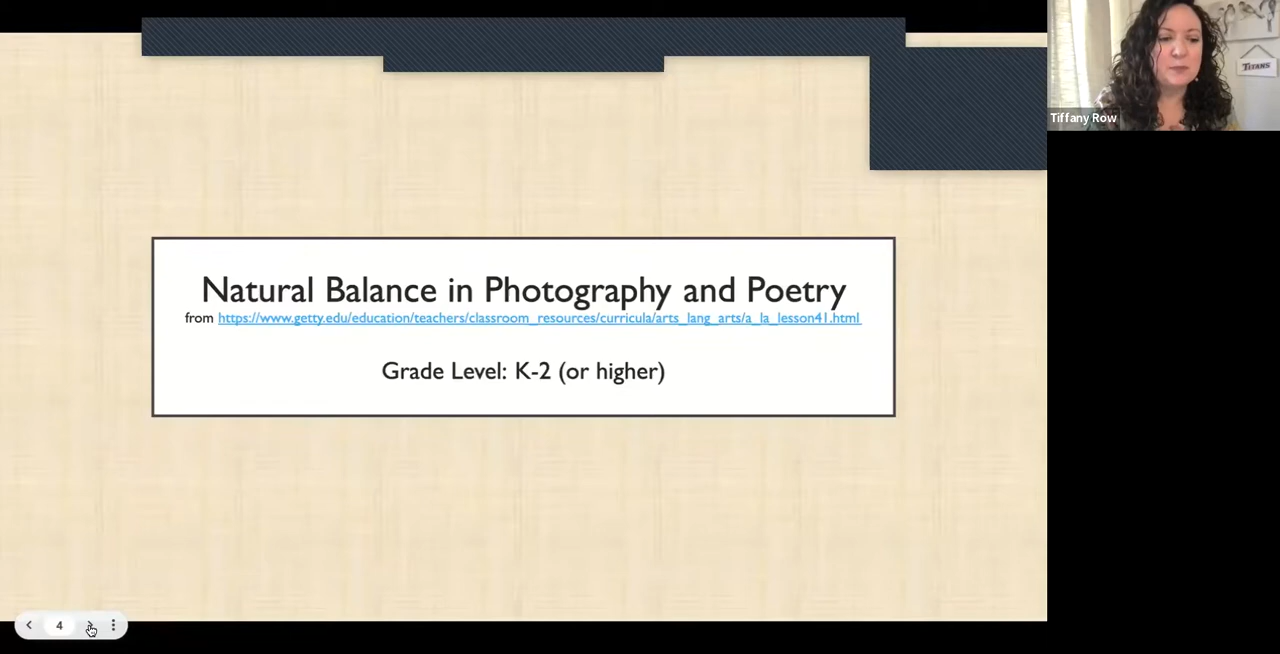 Natural Balance in Photography and Poetry
from https://www.getty.edu/education/teachers/classroom_resources/curricula/arts_lang_arts/a_la_lesson41.html
Grade Level: K-2 (or higher)
TITANS
Tiffany Row
4